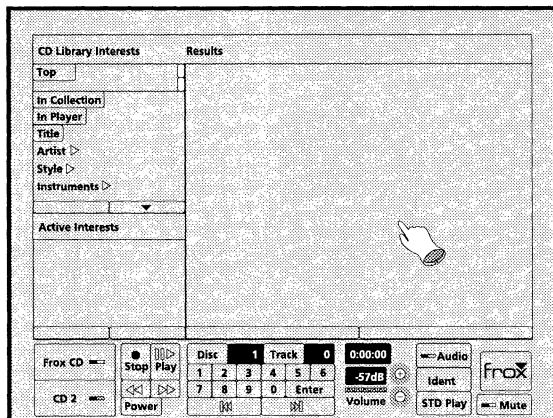 CD Library Interests Results
Top
In Collection
In Player
Title
Artist
Style
Instruments
Active Interests
Frox CD
CD 2
Stop Play
Power
Disc 1 Track 0
1 2 3 4 5 6
7 8 9 0 Enter
0:00:00
-57dB
Volume
Audio
Ident
STD Play
frox
Mute